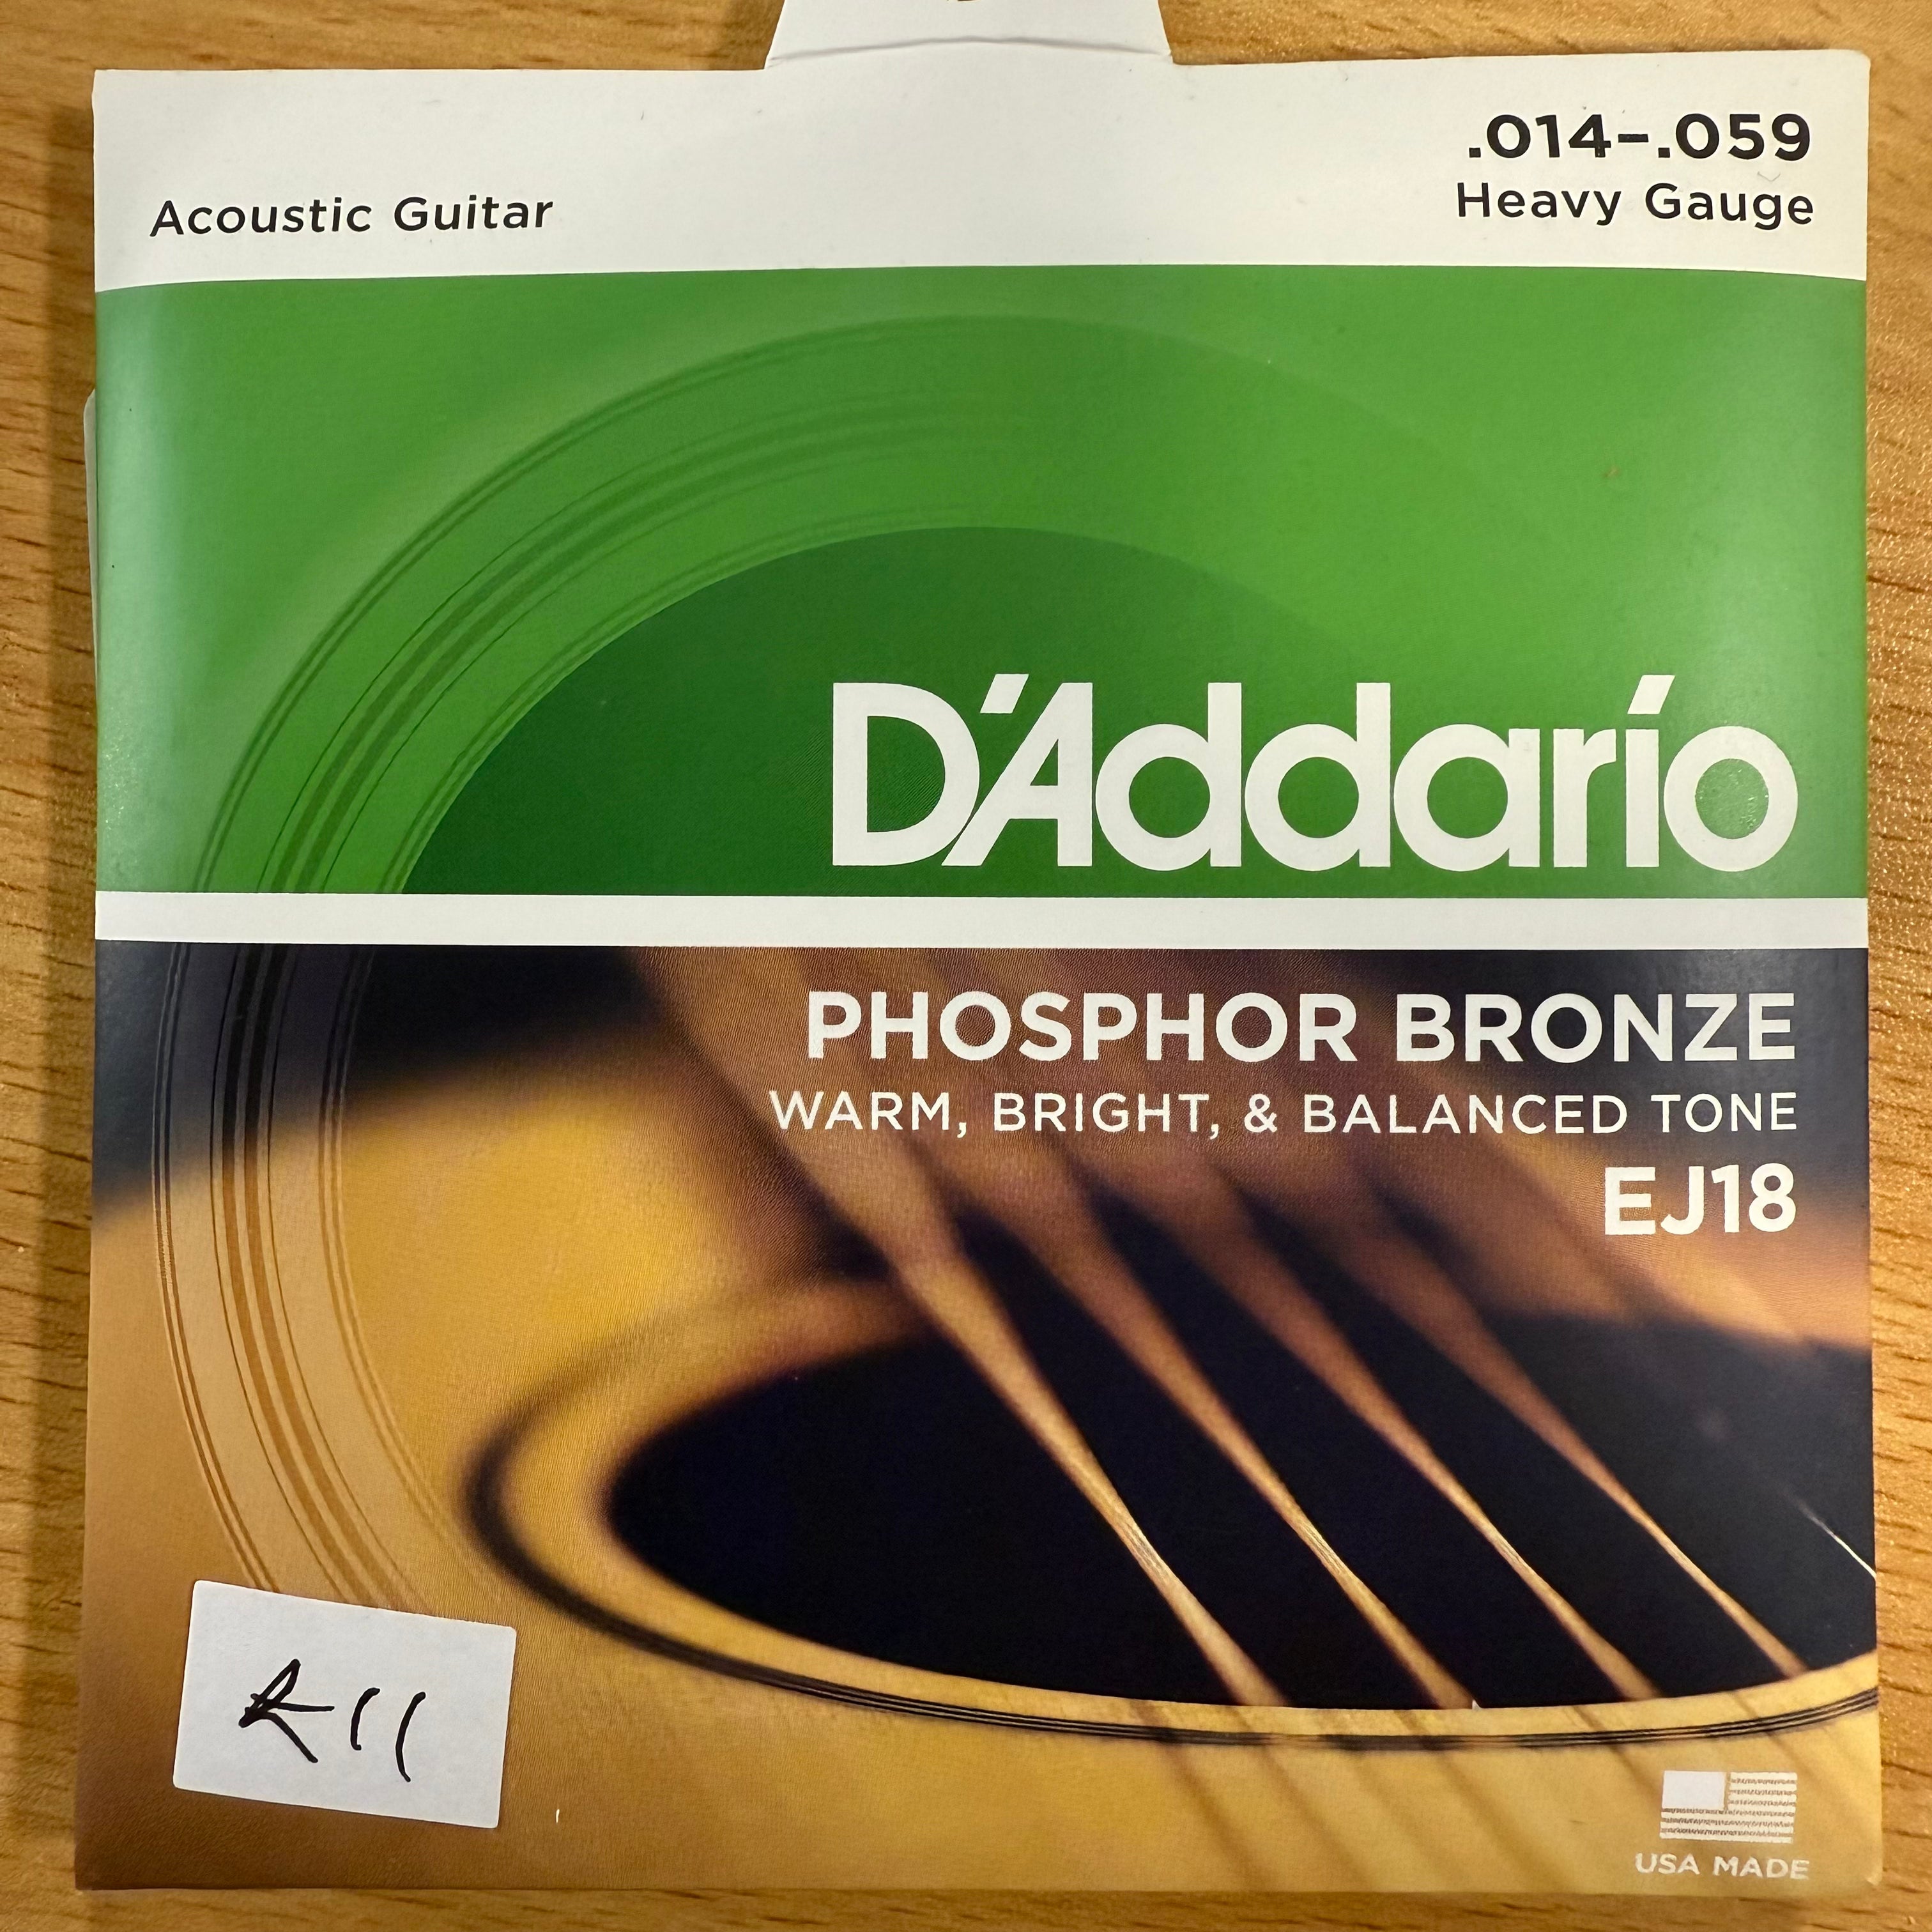 .014–.059
Acoustic Guitar
Heavy Gauge
D'Addario
PHOSPHOR BRONZE
WARM, BRIGHT, & BALANCED TONE
EJ18
R11
USA MADE